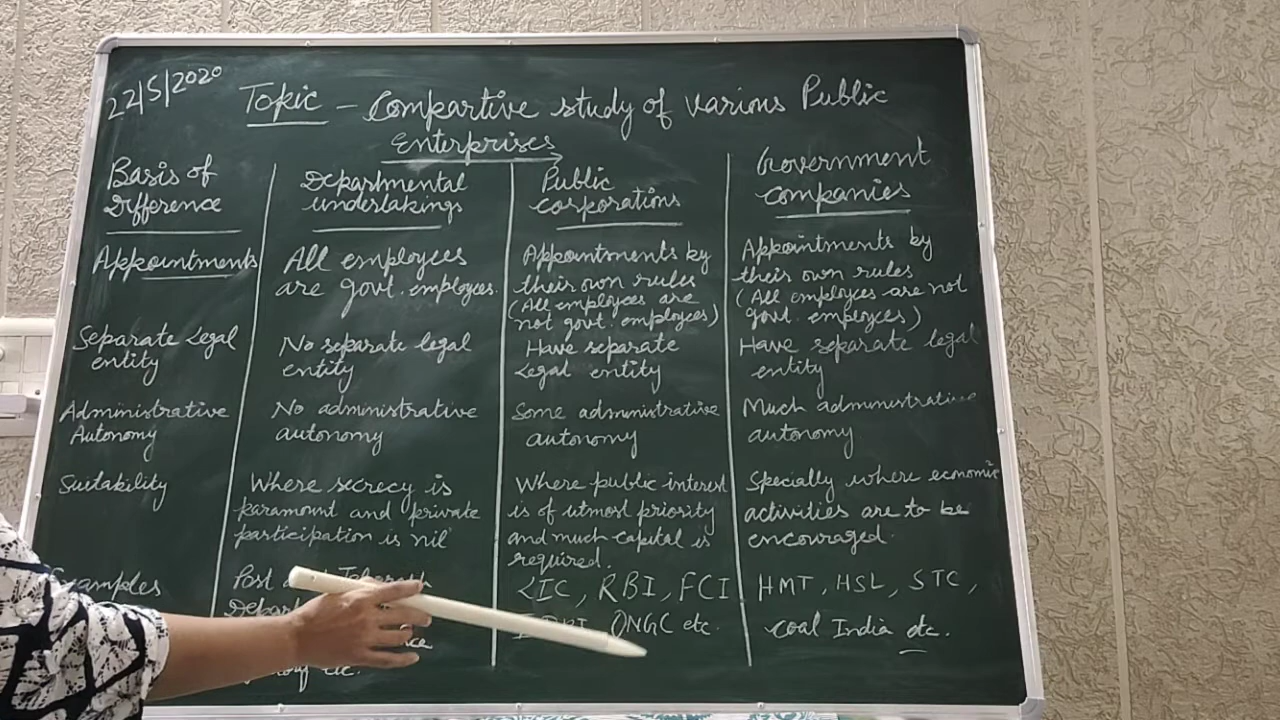 22/5/2020
Topic - Compartive study of various Public
Enterprises
Basis of
Difference
Departmental
undertakings
Public
corporations
Government
companies
Appointments
All employees
are govt. employees.
Appointments by
their own rules
(All employees are
not govt. employees)
Appointments by
their own rules
(All employees are not
govt. employees)
Separate Legal
entity
No separate legal
entity
Have separate
Legal entity
Have separate legal
entity
Administrative
Autonomy
No administrative
autonomy
Some administrative
autonomy
Much administrative
autonomy
Suitability
Where secrecy is
paramount and private
participation is nil
Where public interest
is of utmost priority
and much capital is
required.
Specially where economic
activities are to be
encouraged.
Examples
Post
etc.
LIC, RBI, FCI
ONGC etc.
HMT, HSL, STC,
Coal India etc.